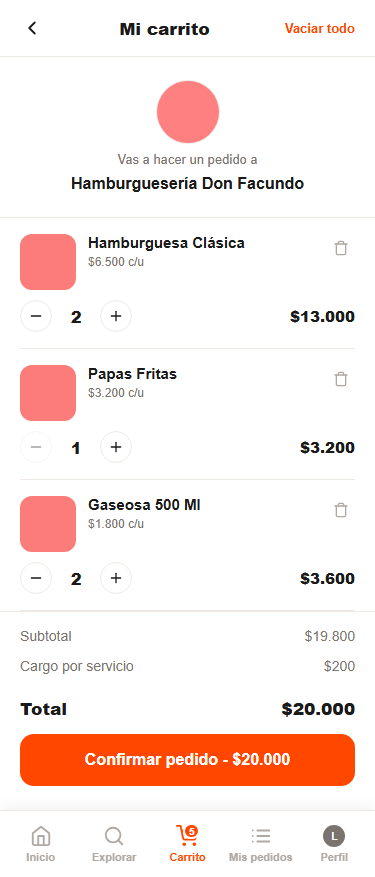 Mi carrito
Vaciar todo
Vas a hacer un pedido a
Hamburguesería Don Facundo
Hamburguesa Clásica
$6.500 c/u
2
$13.000
Papas Fritas
$3.200 c/u
1
$3.200
Gaseosa 500 Ml
$1.800 c/u
2
$3.600
Subtotal
$19.800
Cargo por servicio
$200
Total
$20.000
Confirmar pedido - $20.000
5
L
Inicio
Explorar
Carrito
Mis pedidos
Perfil